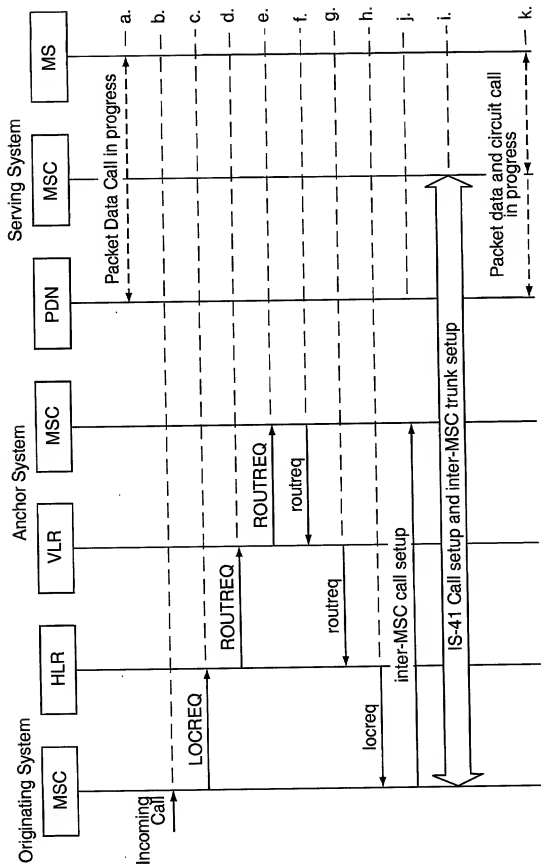 Originating System
Anchor System
Serving System
MSC
HLR
VLR
MSC
PDN
MSC
MS
Packet Data Call in progress
a.
Incoming
Call
b.
LOCREQ
c.
ROUTREQ
d.
ROUTREQ
e.
routreq
f.
routreq
g.
locreq
h.
inter-MSC call setup
j.
IS-41 Call setup and inter-MSC trunk setup
i.
Packet data and circuit call
in progress
k.